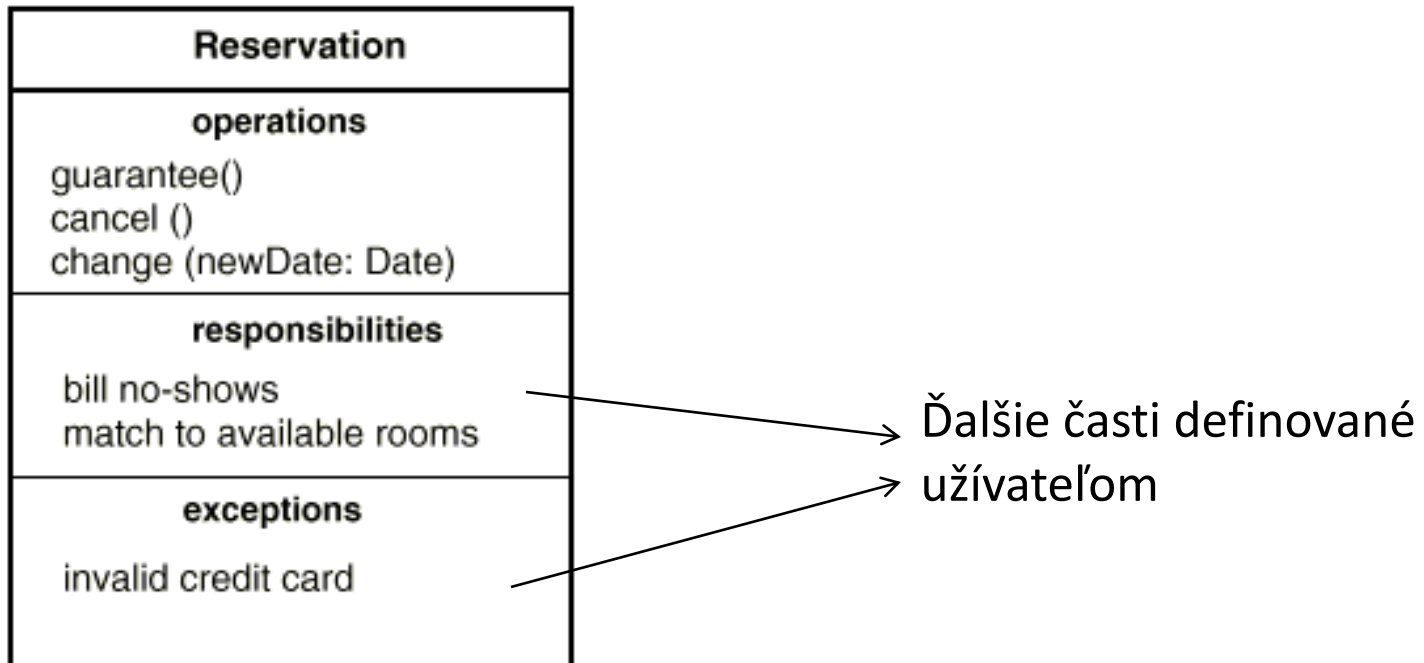 Reservation
operations
guarantee()
cancel ()
change (newDate: Date)
responsibilities
bill no-shows
match to available rooms
exceptions
invalid credit card
Ďalšie časti definované
užívateľom